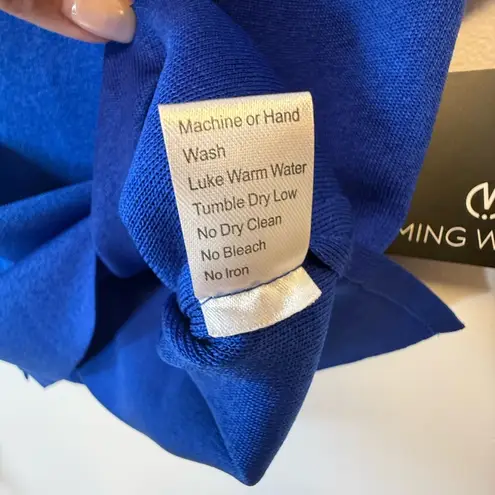 Machine or Hand
Wash
Luke Warm Water
Tumble Dry Low
No Dry Clean
No Bleach
No Iron
MING W